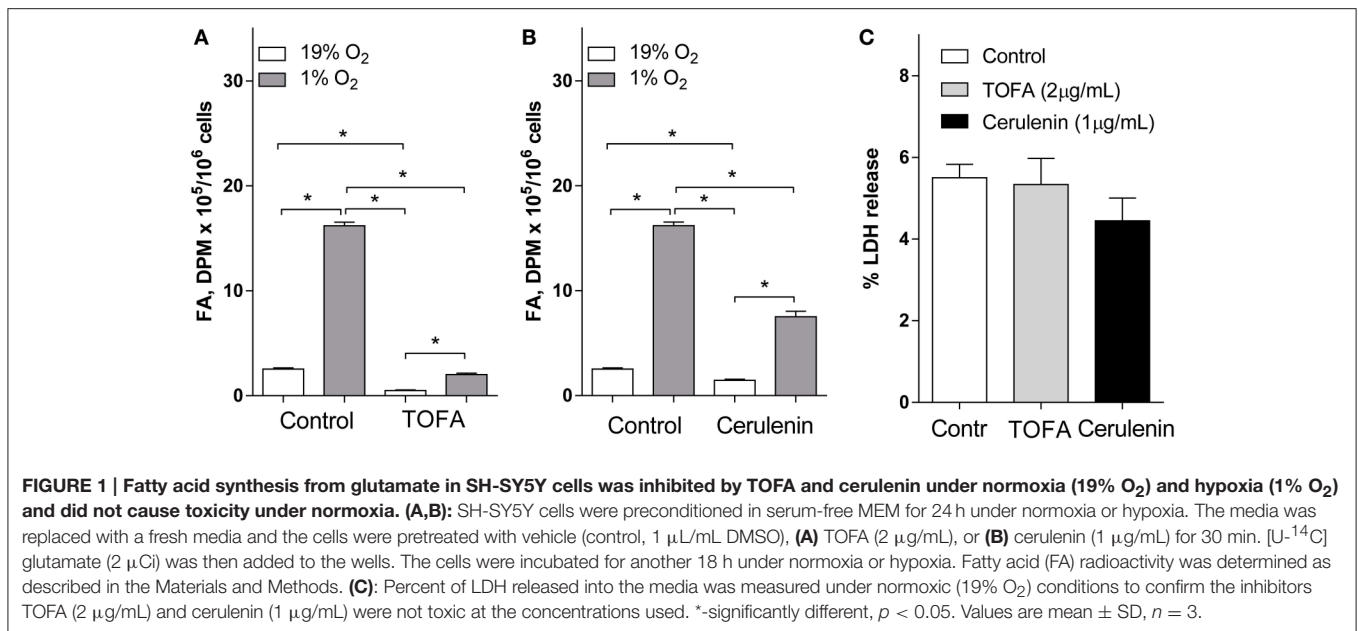 A
19% O₂
1% O₂
FA, DPM x 10⁵/10⁶ cells
30
20
10
0
*
*
*
*
*
Control
TOFA
B
19% O₂
1% O₂
FA, DPM x 10⁵/10⁶ cells
30
20
10
0
*
*
*
*
*
Control
Cerulenin
C
Control
TOFA (2µg/mL)
Cerulenin (1µg/mL)
% LDH release
8
6
4
2
0
Contr TOFA Cerulenin
FIGURE 1 | Fatty acid synthesis from glutamate in SH-SY5Y cells was inhibited by TOFA and cerulenin under normoxia (19% O₂) and hypoxia (1% O₂)
and did not cause toxicity under normoxia. (A,B): SH-SY5Y cells were preconditioned in serum-free MEM for 24 h under normoxia or hypoxia. The media was
replaced with a fresh media and the cells were pretreated with vehicle (control, 1 µL/mL DMSO), (A) TOFA (2 µg/mL), or (B) cerulenin (1 µg/mL) for 30 min. [U-¹⁴C]
glutamate (2 µCi) was then added to the wells. The cells were incubated for another 18 h under normoxia or hypoxia. Fatty acid (FA) radioactivity was determined as
described in the Materials and Methods. (C): Percent of LDH released into the media was measured under normoxic (19% O₂) conditions to confirm the inhibitors
TOFA (2 µg/mL) and cerulenin (1 µg/mL) were not toxic at the concentrations used. *-significantly different, p < 0.05. Values are mean ± SD, n = 3.